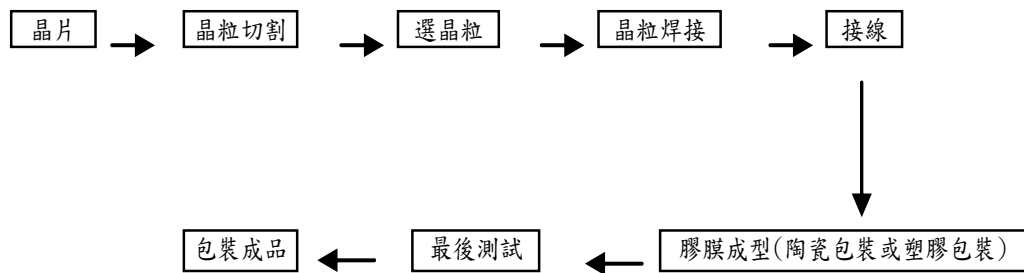 晶片
晶粒切割
選晶粒
晶粒焊接
接線
膠膜成型(陶瓷包裝或塑膠包裝)
最後測試
包裝成品